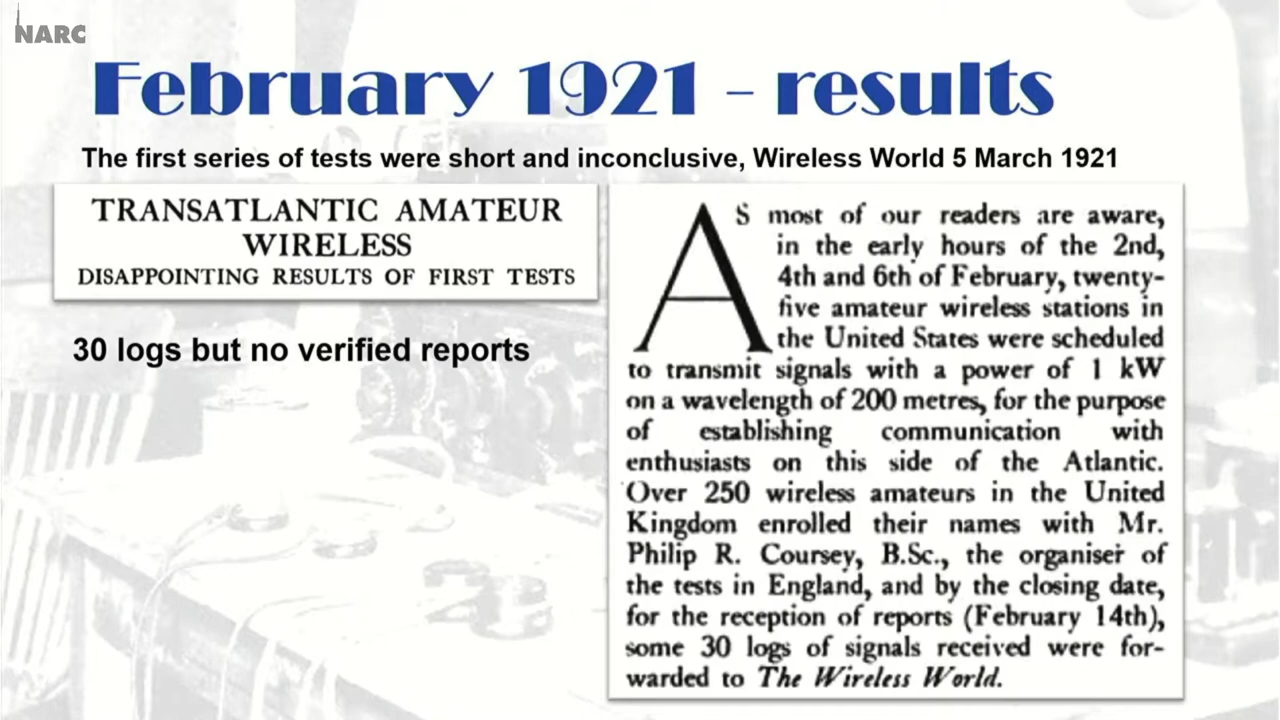 NARC
February 1921 - results
The first series of tests were short and inconclusive, Wireless World 5 March 1921
TRANSATLANTIC AMATEUR
WIRELESS
DISAPPOINTING RESULTS OF FIRST TESTS
30 logs but no verified reports
AS most of our readers are aware,
in the early hours of the 2nd,
4th and 6th of February, twenty-
five amateur wireless stations in
the United States were scheduled
to transmit signals with a power of 1 kW
on a wavelength of 200 metres, for the purpose
of establishing communication with
enthusiasts on this side of the Atlantic.
Over 250 wireless amateurs in the United
Kingdom enrolled their names with Mr.
Philip R. Coursey, B.Sc., the organiser of
the tests in England, and by the closing date,
for the reception of reports (February 14th),
some 30 logs of signals received were for-
warded to The Wireless World.